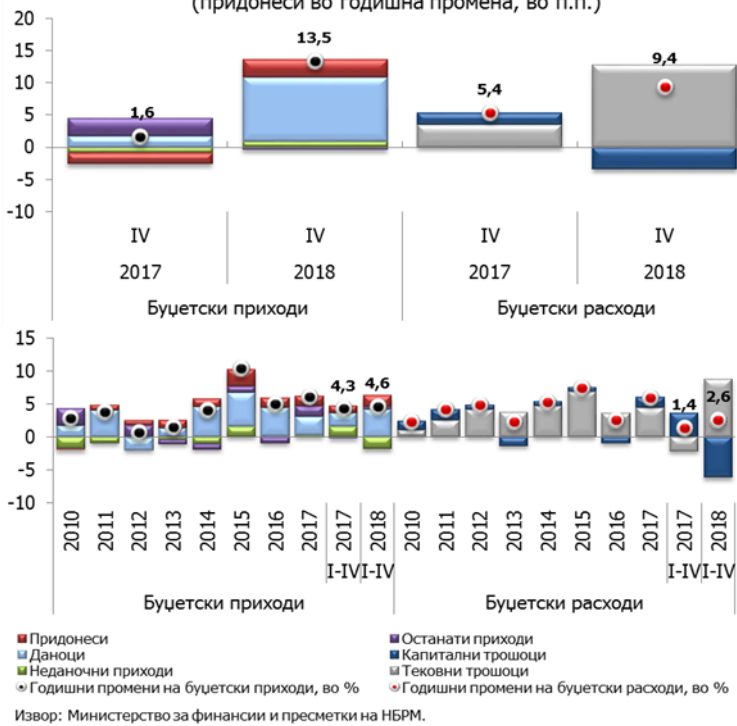 (придонеси во годишна промена, во п.п.)
20
15
10
5
0
-5
-10
1,6
13,5
5,4
9,4
IV IV IV IV
2017 2018 2017 2018
Буџетски приходи Буџетски расходи
15
10
5
0
-5
-10
4,3 4,6 1,4 2,6
2010 2011 2012 2013 2014 2015 2016 2017 2017 2018 2010 2011 2012 2013 2014 2015 2016 2017 2017 2018
I-IV I-IV I-IV I-IV
Буџетски приходи Буџетски расходи
Придонеси Останати приходи
Даноци Капитални трошоци
Неданочни приходи Тековни трошоци
Годишни промени на буџетски приходи, во % Годишни промени на буџетски расходи, во %
Извор: Министерство за финансии и пресметки на НБРМ.